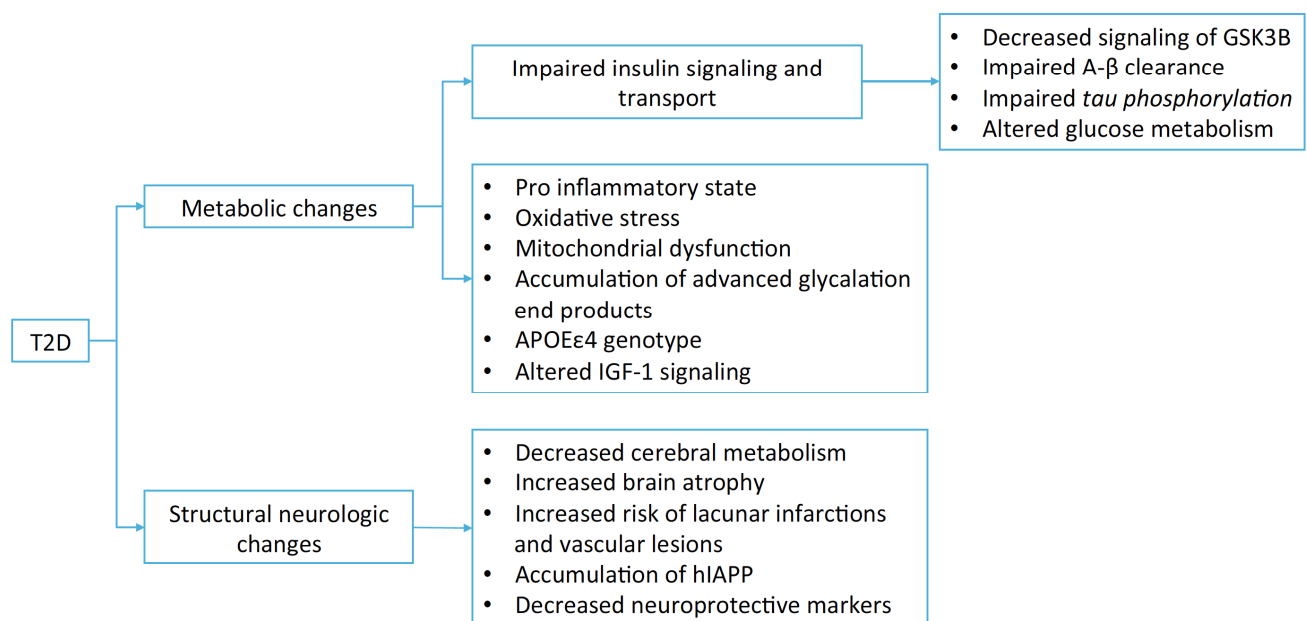 T2D
Metabolic changes
Impaired insulin signaling and
transport
• Decreased signaling of GSK3B
• Impaired A-β clearance
• Impaired tau phosphorylation
• Altered glucose metabolism
• Pro inflammatory state
• Oxidative stress
• Mitochondrial dysfunction
• Accumulation of advanced glycalation
end products
• APOEε4 genotype
• Altered IGF-1 signaling
Structural neurologic
changes
• Decreased cerebral metabolism
• Increased brain atrophy
• Increased risk of lacunar infarctions
and vascular lesions
• Accumulation of hIAPP
• Decreased neuroprotective markers